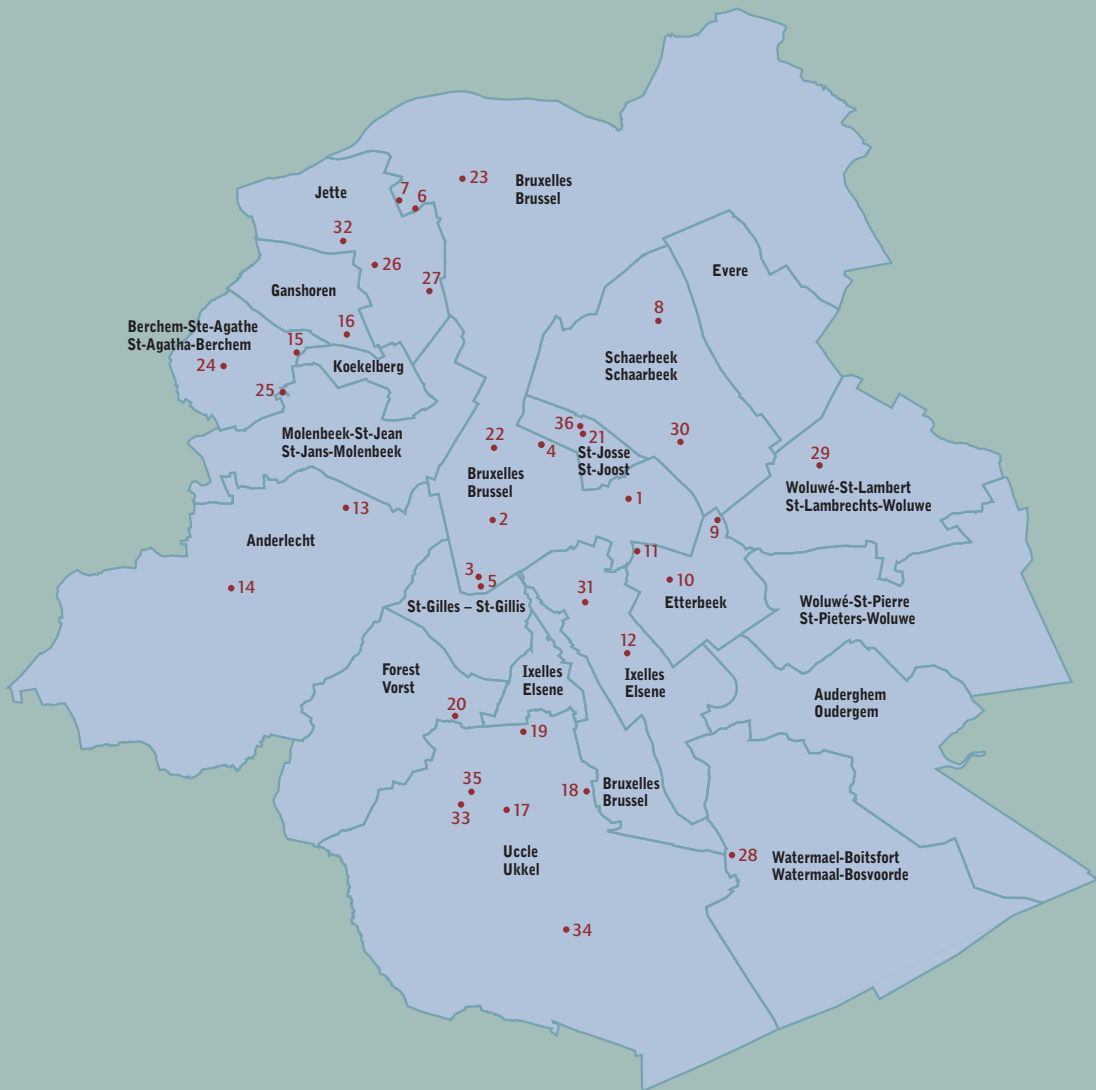 23
Bruxelles
Brussel
7
6
Jette
32
26
Evere
27
Ganshoren
8
Berchem-Ste-Agathe
St-Agatha-Berchem
16
15
Schaerbeek
Schaarbeek
24
Koekelberg
25
36
21
30
Molenbeek-St-Jean
St-Jans-Molenbeek
22
4
St-Josse
St-Joost
29
Bruxelles
Brussel
Woluwé-St-Lambert
St-Lambrechts-Woluwe
1
13
2
9
Anderlecht
11
3
5
10
14
31
Etterbeek
St-Gilles – St-Gillis
Woluwé-St-Pierre
St-Pieters-Woluwe
12
Forest
Vorst
Ixelles
Elsene
Ixelles
Elsene
Auderghem
Oudergem
20
19
35
33
17
18
Bruxelles
Brussel
Uccle
Ukkel
28
Watermael-Boitsfort
Watermaal-Bosvoorde
34